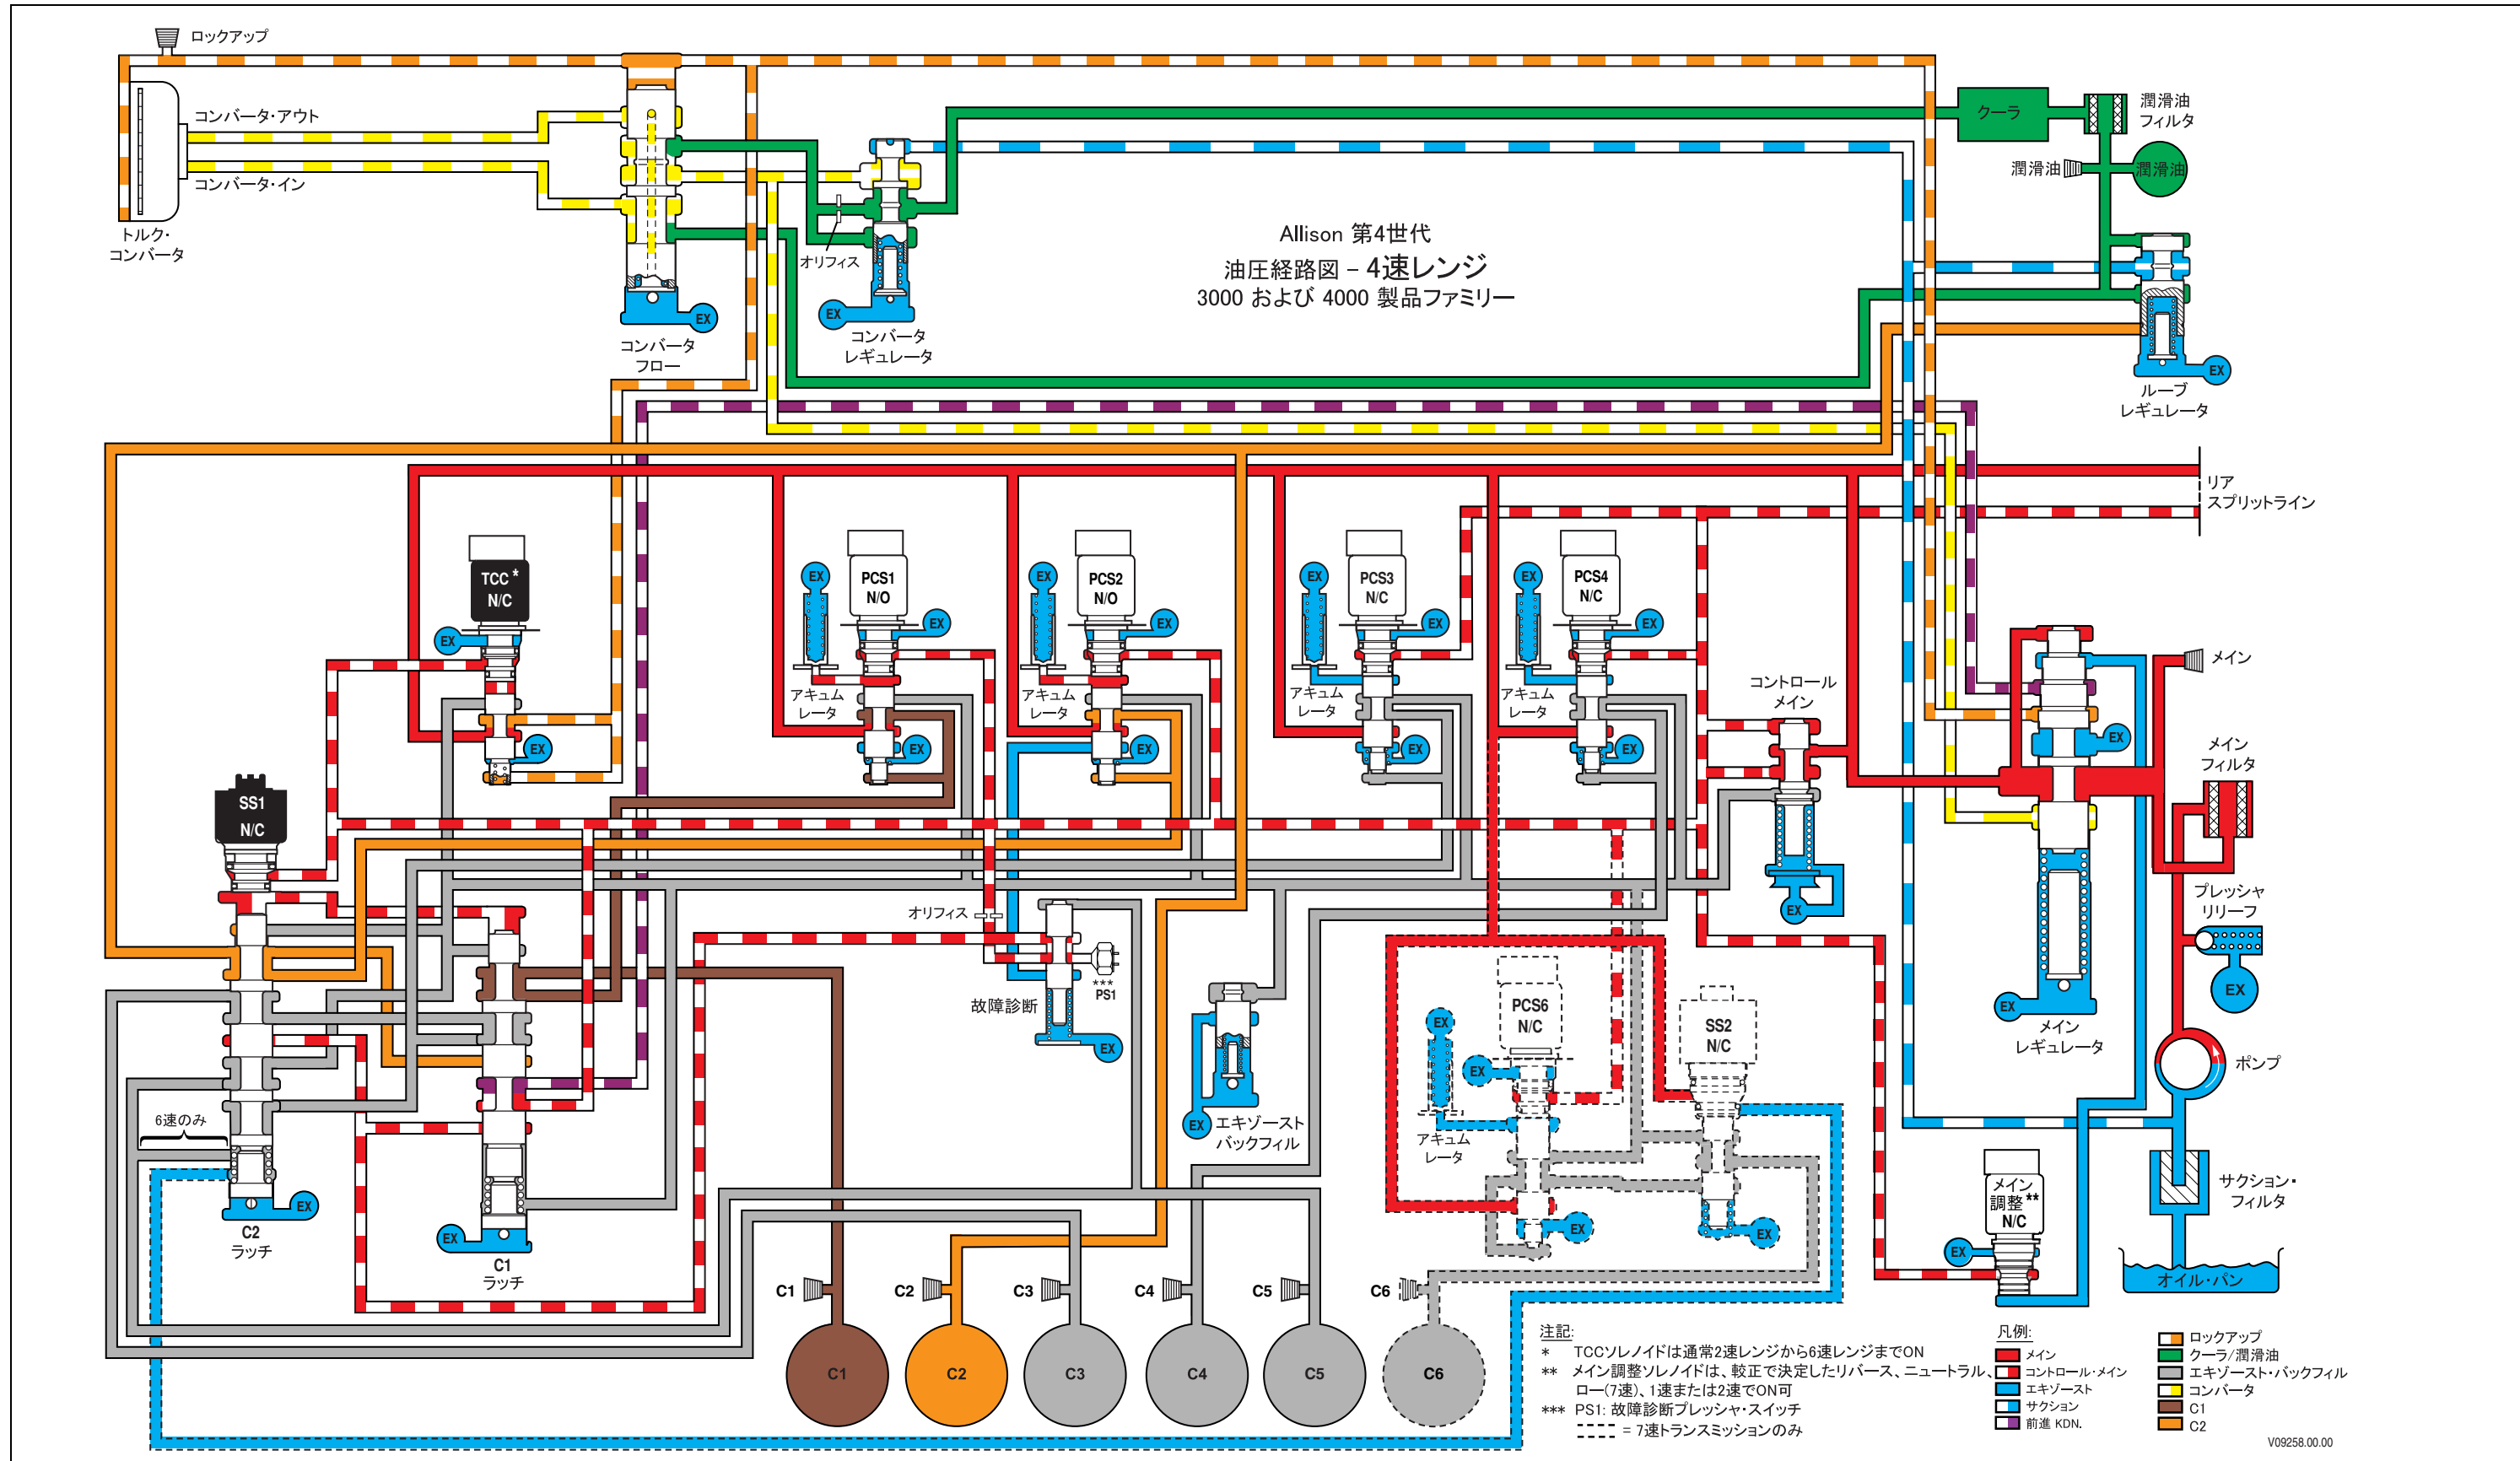 ロックアップ
コンバータ・アウト
コンバータ・イン
トルク・
コンバータ
EX
コンバータ
フロー
オリフィス
EX
コンバータ
レギュレータ
Allison 第4世代
油圧経路図 – 4速レンジ
3000 および 4000 製品ファミリー
クーラ
潤滑油
フィルタ
潤滑油
潤滑油
EX
ルーブ
レギュレータ
リア
スプリットライン
TCC *
N/C
EX
EX
EX
PCS1
N/O
EX
アキュム
レータ
EX
EX
PCS2
N/O
EX
アキュム
レータ
EX
EX
PCS3
N/C
EX
アキュム
レータ
EX
EX
PCS4
N/C
EX
アキュム
レータ
EX
コントロール
メイン
EX
メイン
EX
メイン
フィルタ
プレッシャ
リリーフ
EX
EX
メイン
レギュレータ
ポンプ
サクション・
フィルタ
オイル・パン
メイン
調整**
N/C
EX
SS1
N/C
6速のみ
EX
C2
ラッチ
EX
C1
ラッチ
オリフィス
***
PS1
故障診断
EX
EX
エキゾースト
バックフィル
EX
PCS6
N/C
EX
アキュム
レータ
EX
SS2
N/C
EX
C1
C2
C3
C4
C5
C6
C1
C2
C3
C4
C5
C6
注記:
* TCCソレノイドは通常2速レンジから6速レンジまでON
** メイン調整ソレノイドは、較正で決定したリバース、ニュートラル、
ロー(7速)、1速または2速でON可
*** PS1: 故障診断プレッシャ・スイッチ
= 7速トランスミッションのみ
凡例:
メイン
コントロール・メイン
エキゾースト
サクション
前進 KDN.
ロックアップ
クーラ/潤滑油
エキゾースト・バックフィル
コンバータ
C1
C2
V09258.00.00